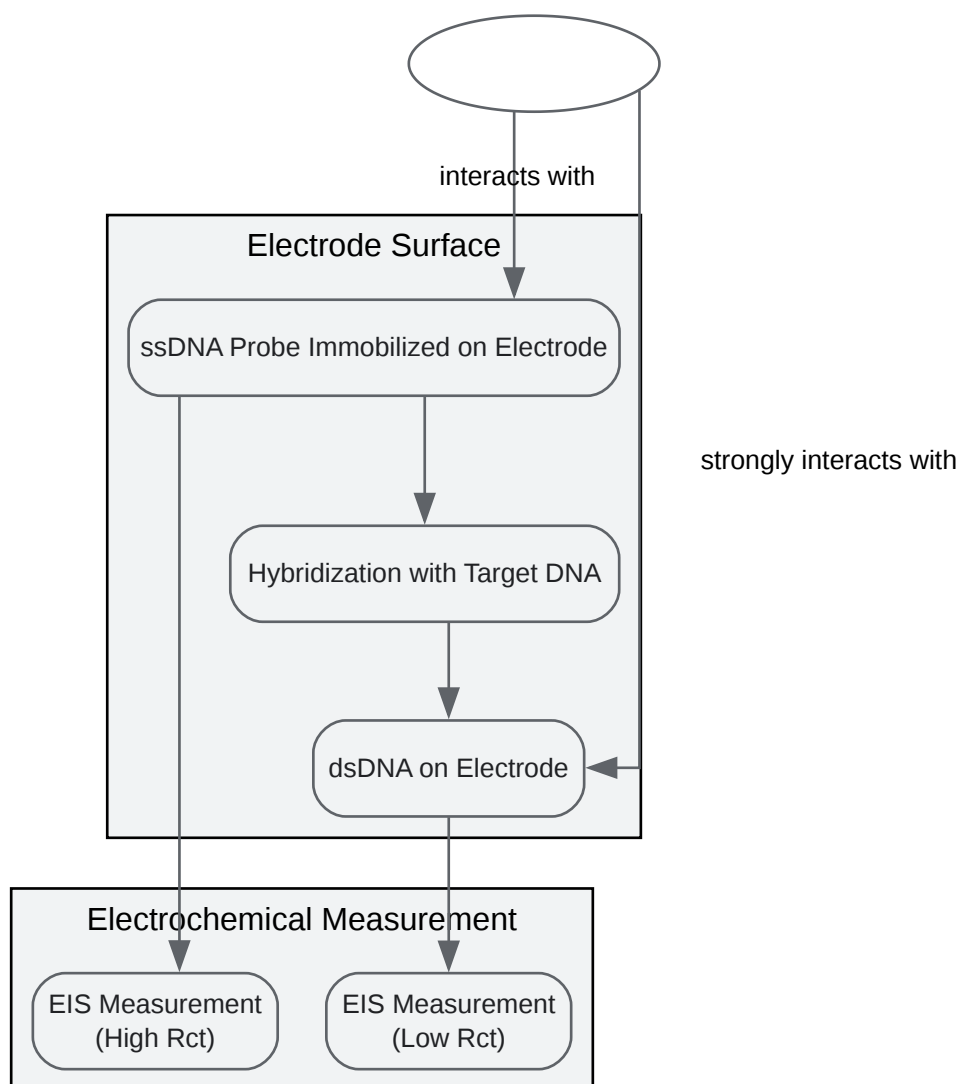 interacts with
Electrode Surface
ssDNA Probe Immobilized on Electrode
strongly interacts with
Hybridization with Target DNA
dsDNA on Electrode
Electrochemical Measurement
EIS Measurement
(High Rct)
EIS Measurement
(Low Rct)